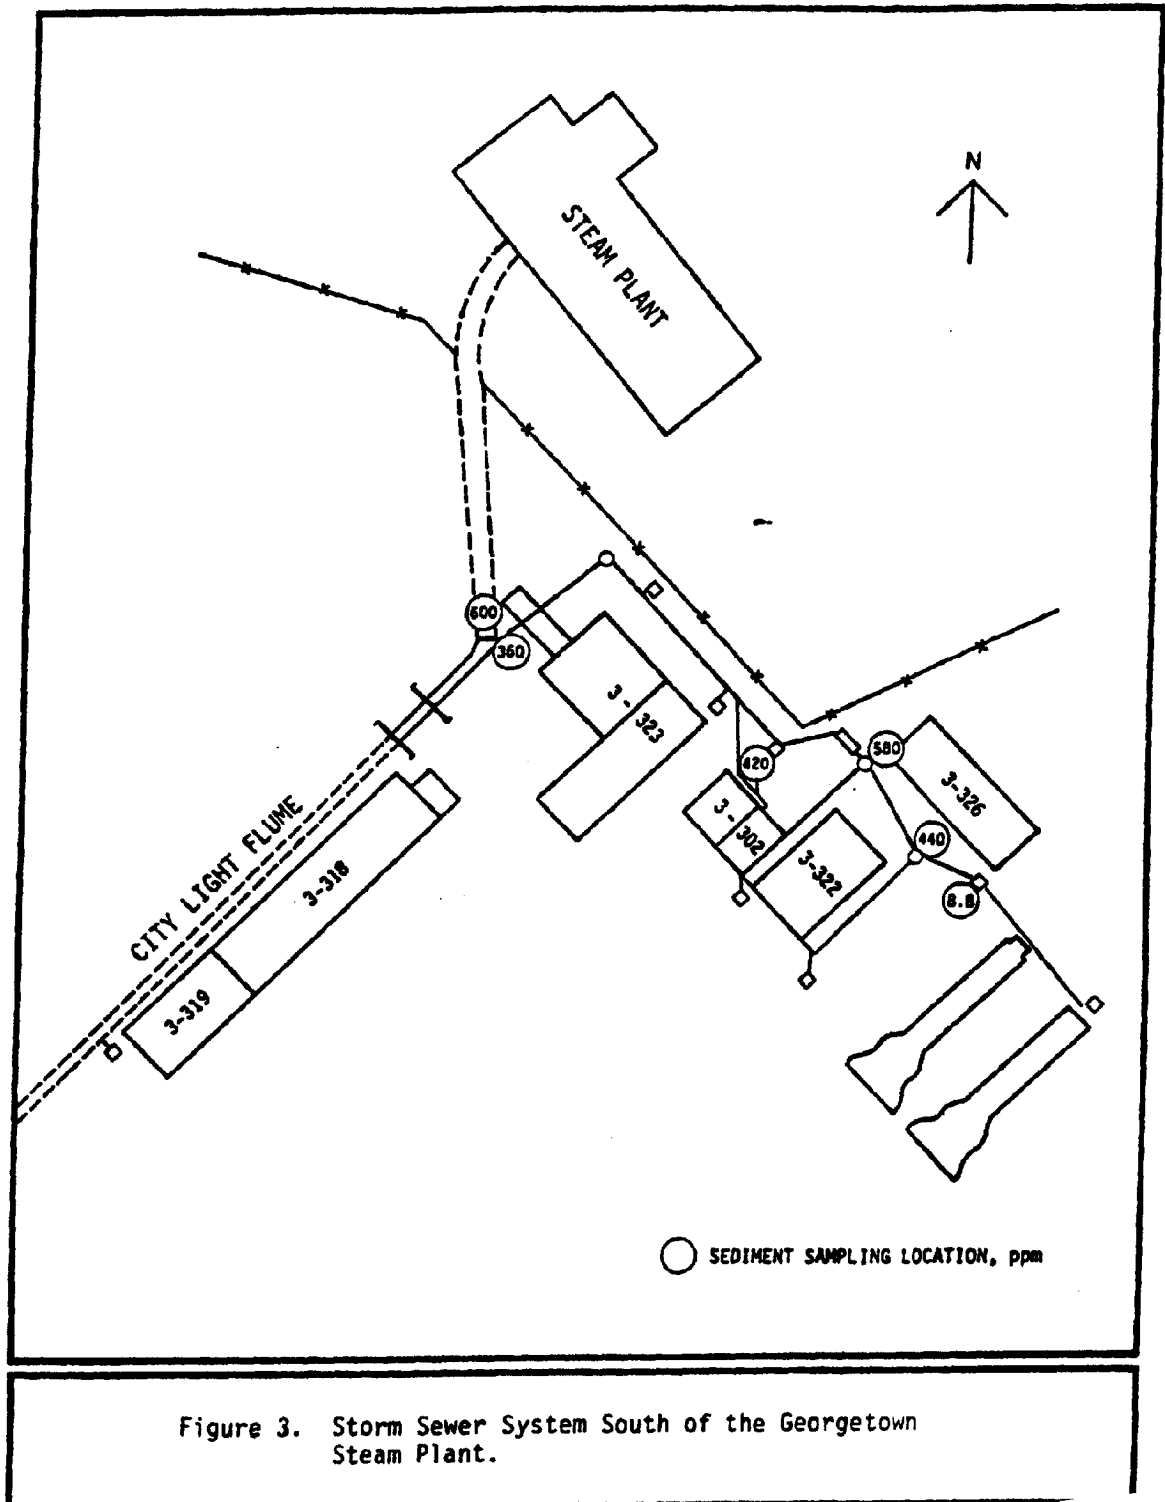 N
STEAM PLANT
600
360
3 - 323
420
580
3-326
3 - 302
440
3-322
8.8
CITY LIGHT FLUME
3-318
3-319
SEDIMENT SAMPLING LOCATION, ppm
Figure 3. Storm Sewer System South of the Georgetown
Steam Plant.